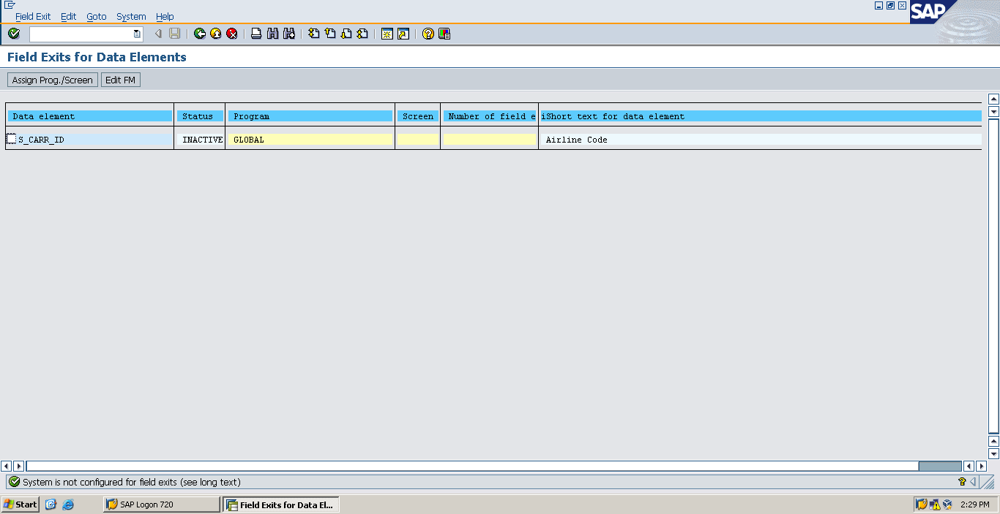 Field Exit Edit Goto System Help
SAP
Field Exits for Data Elements
Assign Prog./Screen Edit FM
Data element Status Program Screen Number of field e iShort text for data element
S_CARR_ID INACTIVE GLOBAL Airline Code
System is not configured for field exits (see long text)
Start SAP Logon 720 Field Exits for Data El... 2:29 PM